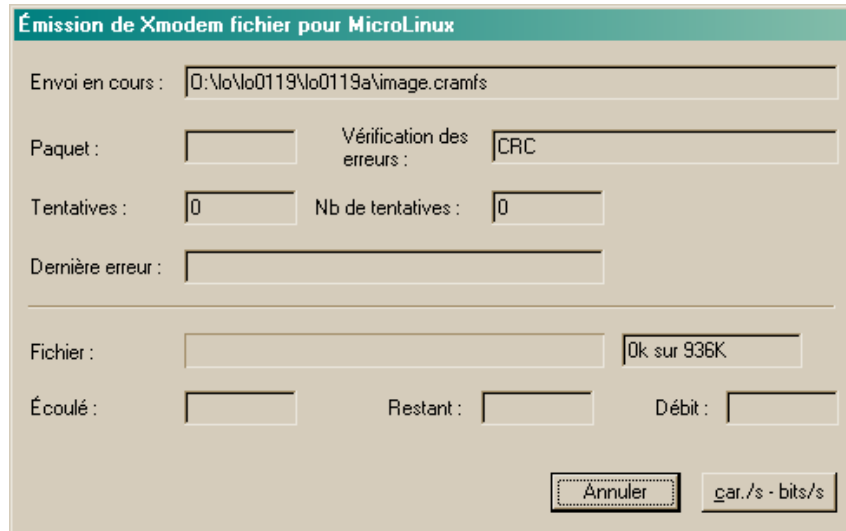 Émission de Xmodem fichier pour MicroLinux
Envoi en cours : O:\lo\lo0119\lo0119a\image.cramfs
Paquet : Vérification des erreurs : CRC
Tentatives : 0 Nb de tentatives : 0
Dernière erreur :
Fichier : 0k sur 936K
Écoulé : Restant : Débit :
Annuler car./s - bits/s